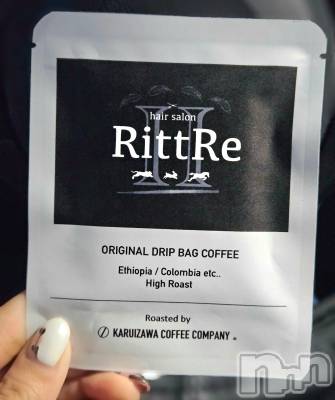 hair salon
RittRe
ORIGINAL DRIP BAG COFFEE
Ethiopia / Colombia etc..
High Roast
Roasted by
KARUIZAWA COFFEE COMPANY